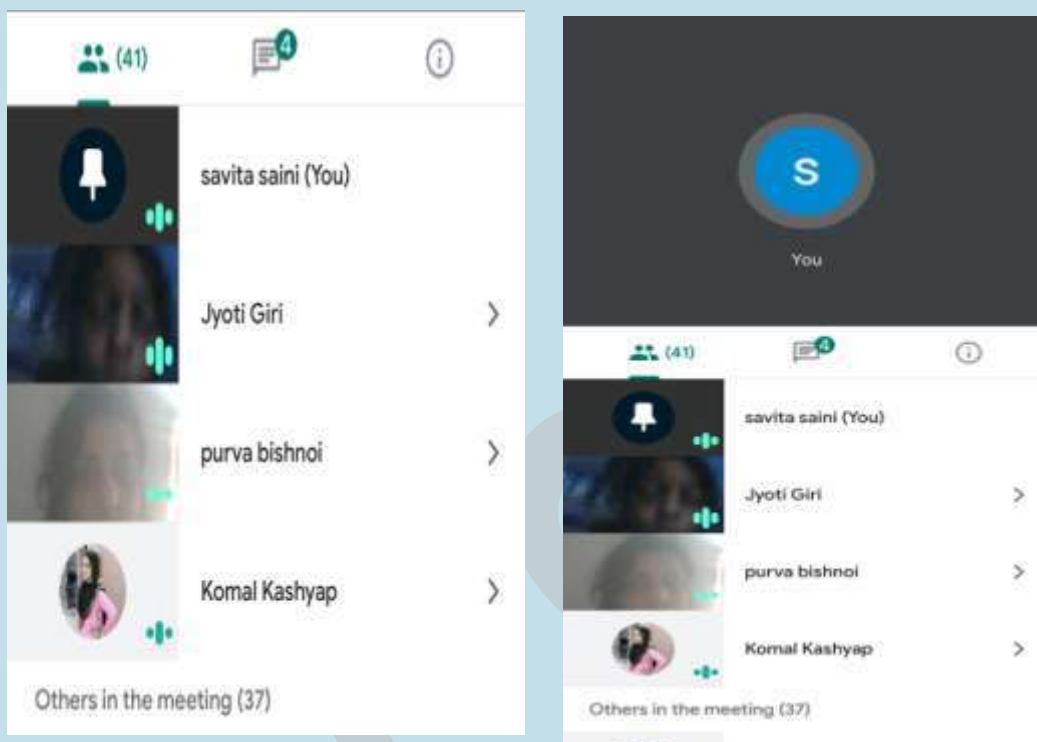 (41)
4
savita saini (You)
Jyoti Giri
purva bishnoi
Komal Kashyap
Others in the meeting (37)
S
You
(41)
4
savita saini (You)
Jyoti Giri
purva bishnoi
Komal Kashyap
Others in the meeting (37)